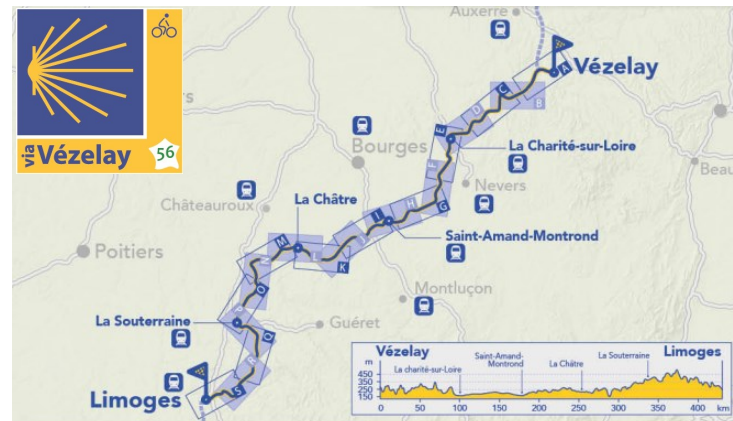 via Vézelay 56
Auxerre
Vézelay
A
B
C
D
E
La Charité-sur-Loire
Bourges
Beau
F
Nevers
La Châtre
G
H
Châteauroux
I
Saint-Amand-Montrond
M
L
K
Poitiers
O
Montluçon
La Souterraine
P
Guéret
Q
Limoges
S
Vézelay
Limoges
La charité-sur-Loire
Saint-Amand-
Montrond
La Châtre
La Souterraine
m
450
350
250
150
0 50 100 150 200 250 300 350 400 km